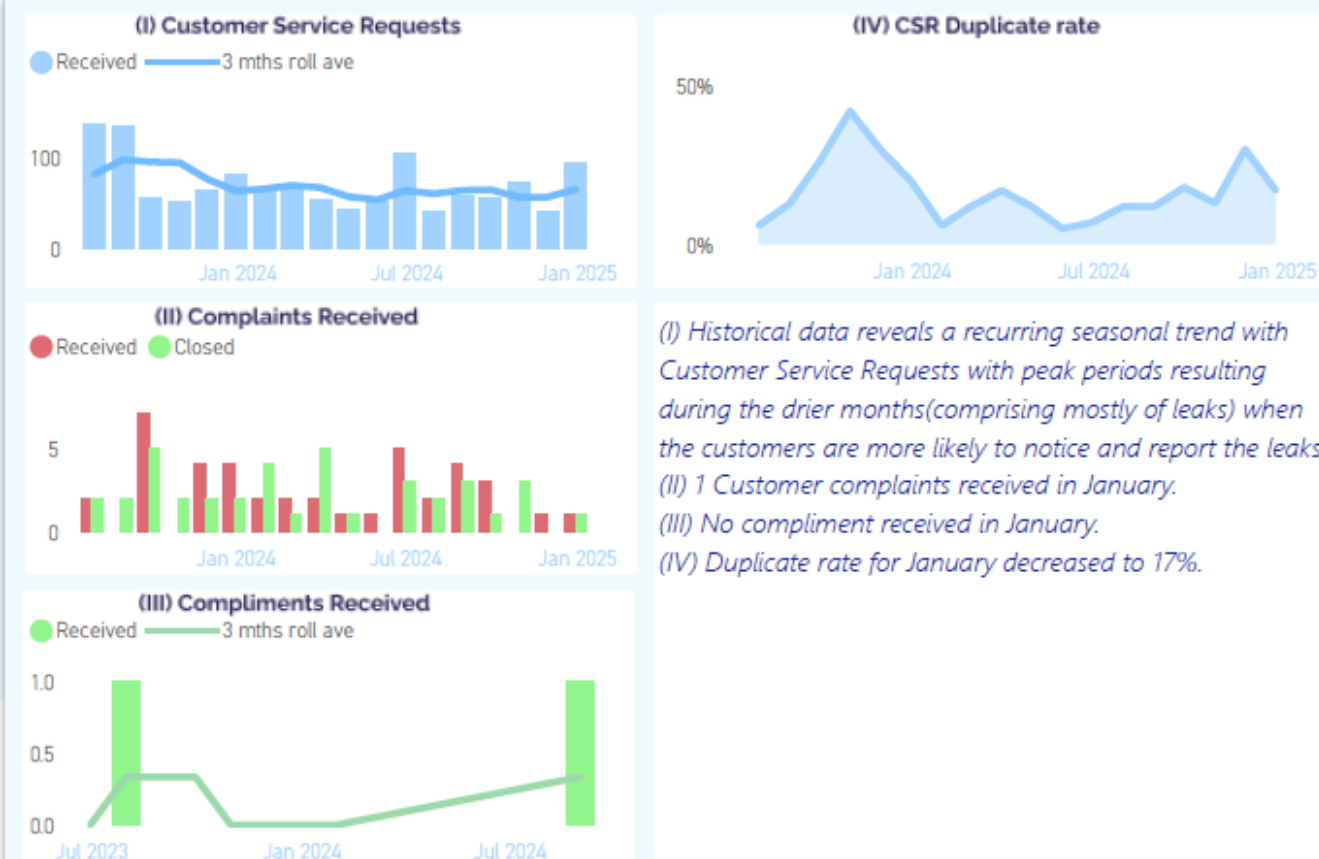 (I) Customer Service Requests
Received 3 mths roll ave
100
0
Jan 2024 Jul 2024 Jan 2025
(II) Complaints Received
Received Closed
5
0
Jan 2024 Jul 2024 Jan 2025
(III) Compliments Received
Received 3 mths roll ave
1.0
0.5
0.0
Jul 2023 Jan 2024 Jul 2024
(IV) CSR Duplicate rate
50%
0%
Jan 2024 Jul 2024 Jan 2025
(I) Historical data reveals a recurring seasonal trend with
Customer Service Requests with peak periods resulting
during the drier months(comprising mostly of leaks) when
the customers are more likely to notice and report the leaks
(II) 1 Customer complaints received in January.
(III) No compliment received in January.
(IV) Duplicate rate for January decreased to 17%.